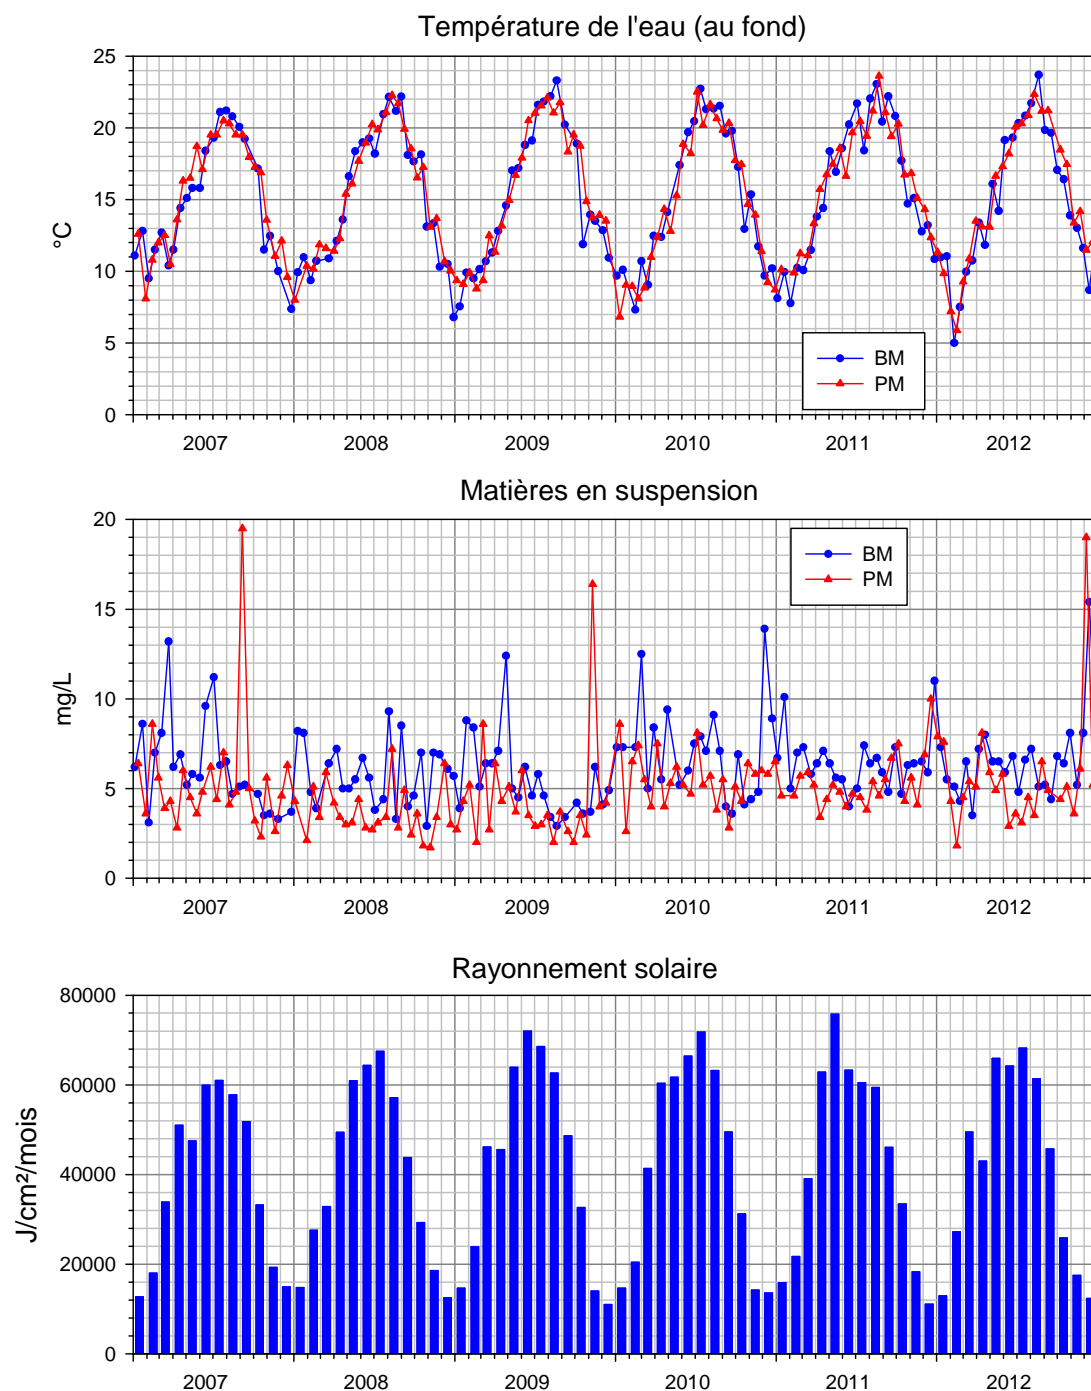 Température de l'eau (au fond)
25
20
15
10
5
0
°C
BM
PM
2007 2008 2009 2010 2011 2012
Matières en suspension
20
15
10
5
0
mg/L
BM
PM
2007 2008 2009 2010 2011 2012
Rayonnement solaire
80000
60000
40000
20000
0
J/cm²/mois
2007 2008 2009 2010 2011 2012